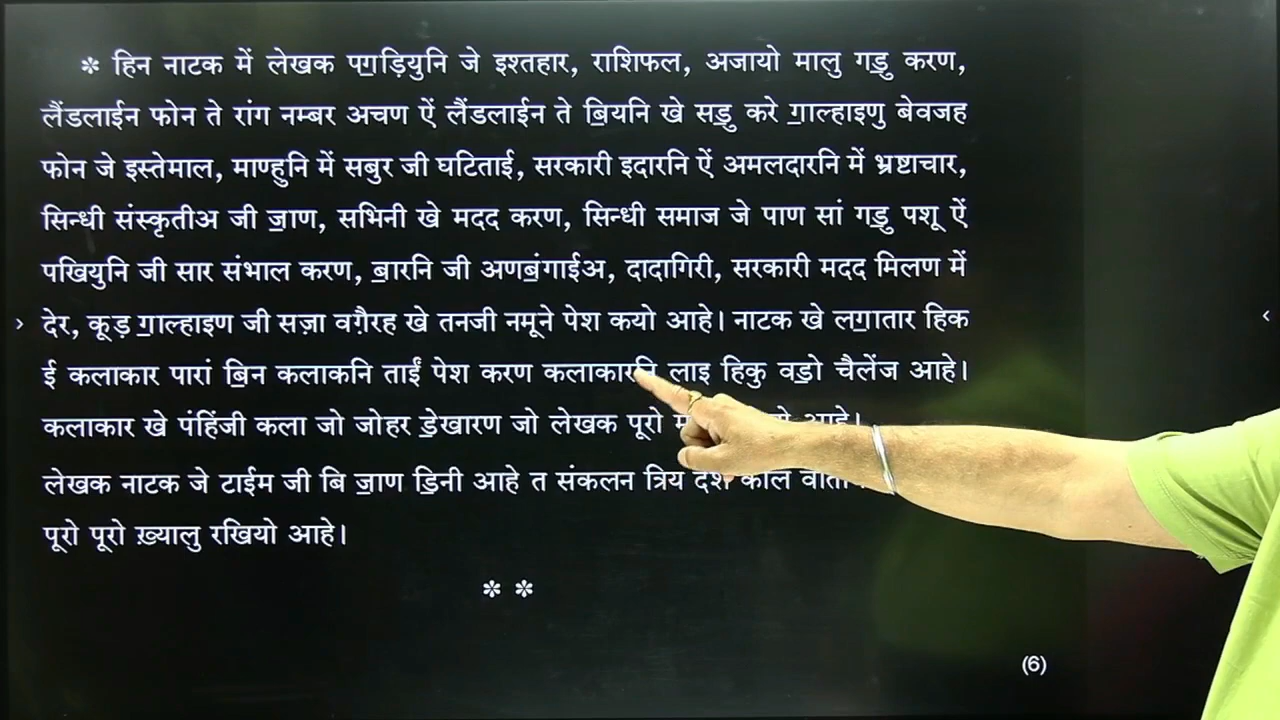 * हिन नाटक में लेखक पग॒ड़ियुनि जे इश्तहार, राशिफल, अजायो मालु गड॒ु करण,
लैंडलाईन फोन ते रांग नम्बर अचण ऐं लैंडलाईन ते ब॒ियनि खे सड॒ु करे ग॒ाल्हाइणु बेवजह
फोन जे इस्तेमाल, माण्हुनि में सबुर जी घटिताई, सरकारी इदारनि ऐं अमलदारनि में भ्रष्टाचार,
सिन्धी संस्कृतीअ जी ज॒ाण, सभिनी खे मदद करण, सिन्धी समाज जे पाण सां गड॒ु पशू ऐं
पखियुनि जी सार संभाल करण, ब॒ारनि जी अणब॒ंगाईअ, दादागिरी, सरकारी मदद मिलण में
देर, कूड़ ग॒ाल्हाइण जी सज़ा वग़ैरह खे तनजी नमूने पेश कयो आहे। नाटक खे लग॒ातार हिक
ई कलाकार पारां ब॒िन कलाकनि ताईं पेश करण कलाकारनि लाइ हिकु वड॒ो चैलेंज आहे।
कलाकार खे पंहिंजी कला जो जोहर ड॒ेखारण जो लेखक पूरो आहे।
लेखक नाटक जे टाईम जी बि ज॒ाण ड॒िनी आहे त संकलन त्रिय देश काल
पूरो पूरो ख़्यालु रखियो आहे।
* *
(6)